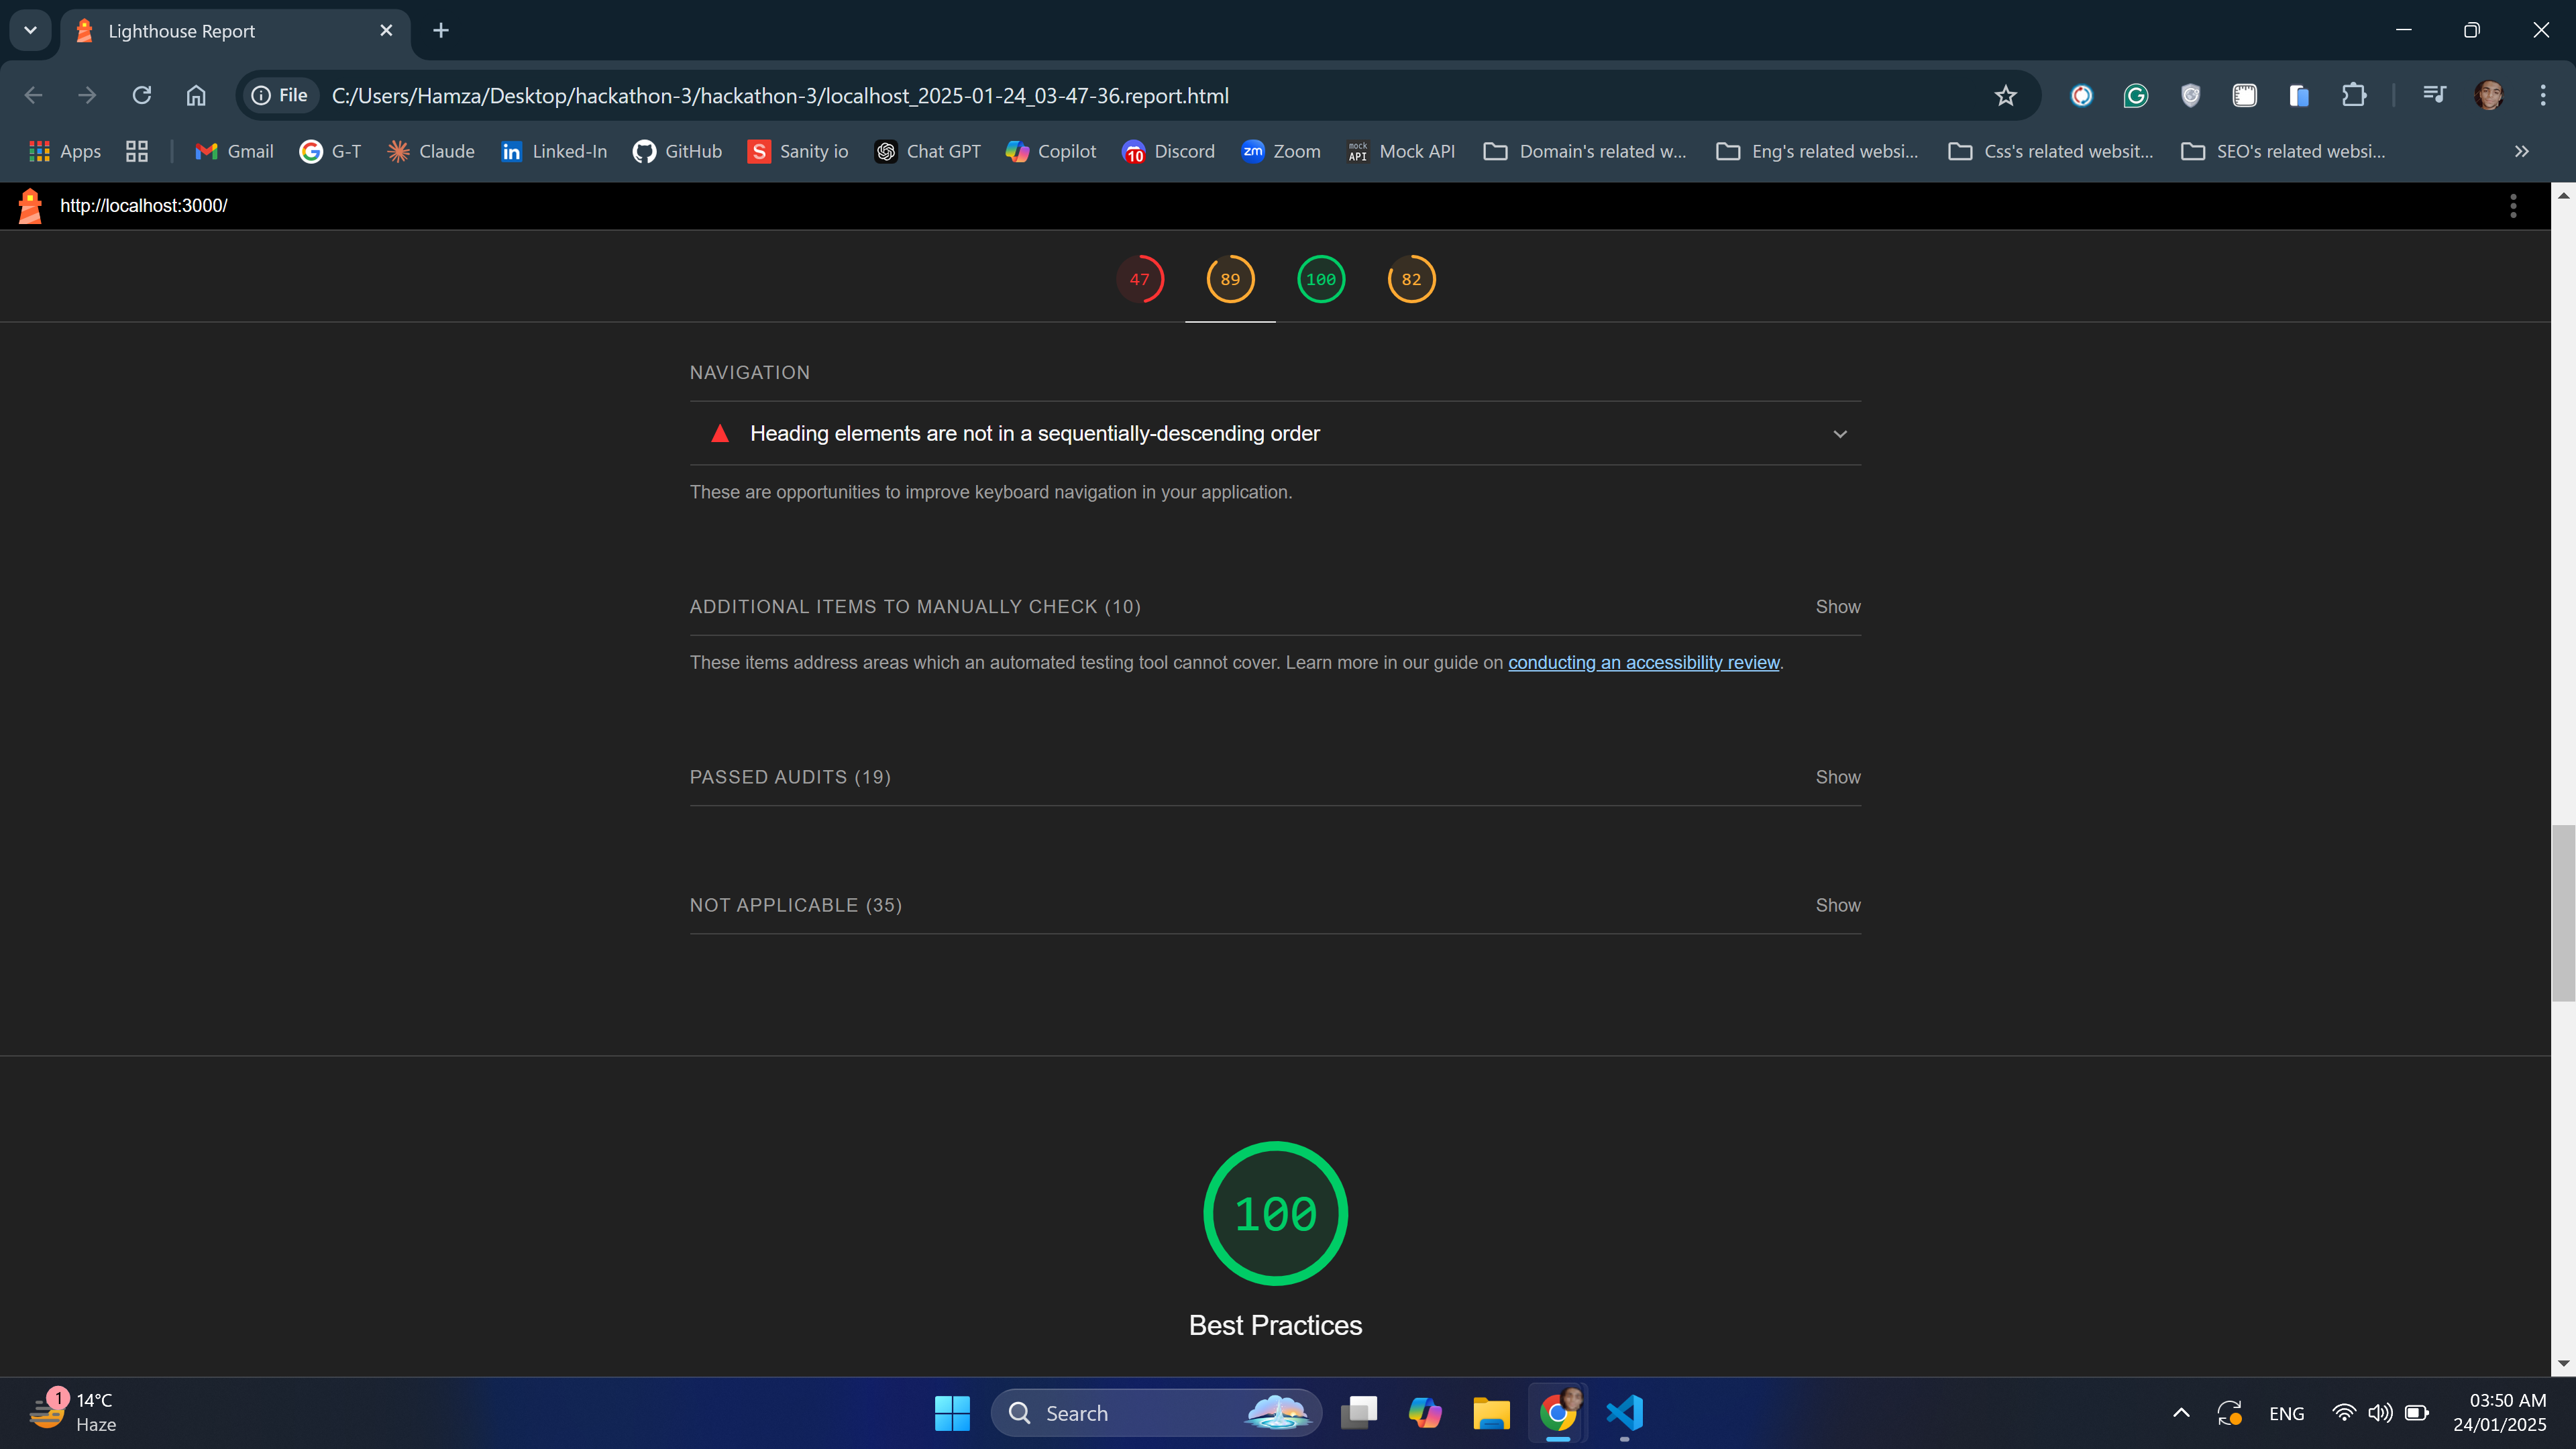 Lighthouse Report
File
C:/Users/Hamza/Desktop/hackathon-3/hackathon-3/localhost_2025-01-24_03-47-36.report.html
Apps
Gmail
G-T
Claude
in
Linked-In
GitHub
S
Sanity io
Chat GPT
Copilot
10
Discord
zm
Zoom
mock
API
Mock API
Domain's related w...
Eng's related websi...
Css's related websit...
SEO's related websi...
http://localhost:3000/
47
89
100
82
NAVIGATION
Heading elements are not in a sequentially-descending order
These are opportunities to improve keyboard navigation in your application.
ADDITIONAL ITEMS TO MANUALLY CHECK (10)
Show
These items address areas which an automated testing tool cannot cover. Learn more in our guide on conducting an accessibility review.
PASSED AUDITS (19)
Show
NOT APPLICABLE (35)
Show
100
Best Practices
1
14°C
Haze
Search
ENG
03:50 AM
24/01/2025